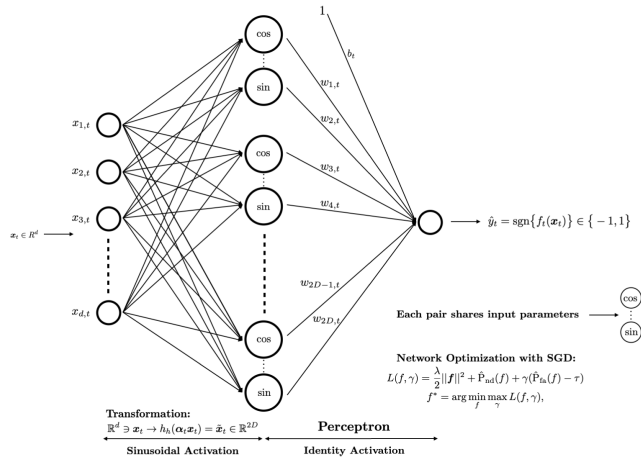 1
cos
b_t
sin
w_{1,t}
w_{2,t}
x_{1,t}
cos
x_{2,t}
w_{3,t}
sin
w_{4,t}
x_{3,t}
x_t ∈ R^d
ŷ_t = sgn{f_t(x_t)} ∈ {−1, 1}
w_{2D−1,t}
x_{d,t}
w_{2D,t}
cos
sin
Each pair shares input parameters
cos
sin
Network Optimization with SGD:
L(f, γ) = \frac{λ}{2}||f||² + P̂_{nd}(f) + γ(P̂_{fa}(f) − τ)
f* = arg min_f max_γ L(f, γ),
Transformation:
ℝ^d ∋ x_t → h_h(α_t x_t) = x̃_t ∈ ℝ^{2D}
Perceptron
Sinusoidal Activation
Identity Activation